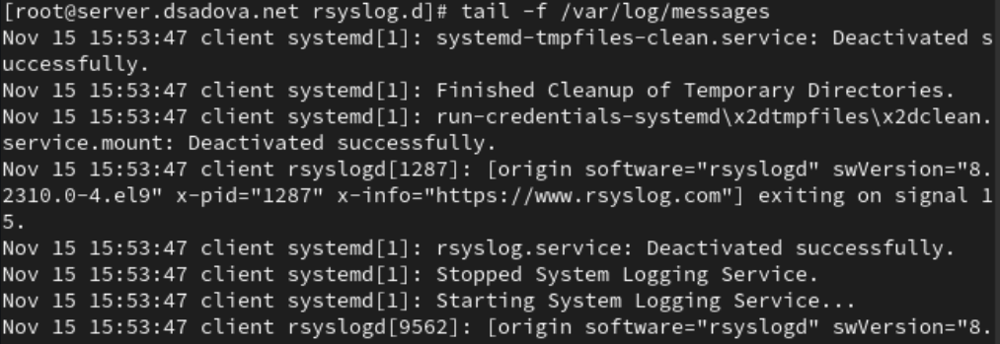 [root@server.dsadova.net rsyslog.d]# tail -f /var/log/messages
Nov 15 15:53:47 client systemd[1]: systemd-tmpfiles-clean.service: Deactivated s
uccessfully.
Nov 15 15:53:47 client systemd[1]: Finished Cleanup of Temporary Directories.
Nov 15 15:53:47 client systemd[1]: run-credentials-systemd\x2dtmpfiles\x2dclean.
service.mount: Deactivated successfully.
Nov 15 15:53:47 client rsyslogd[1287]: [origin software="rsyslogd" swVersion="8.
2310.0-4.el9" x-pid="1287" x-info="https://www.rsyslog.com"] exiting on signal 1
5.
Nov 15 15:53:47 client systemd[1]: rsyslog.service: Deactivated successfully.
Nov 15 15:53:47 client systemd[1]: Stopped System Logging Service.
Nov 15 15:53:47 client systemd[1]: Starting System Logging Service...
Nov 15 15:53:47 client rsyslogd[9562]: [origin software="rsyslogd" swVersion="8.